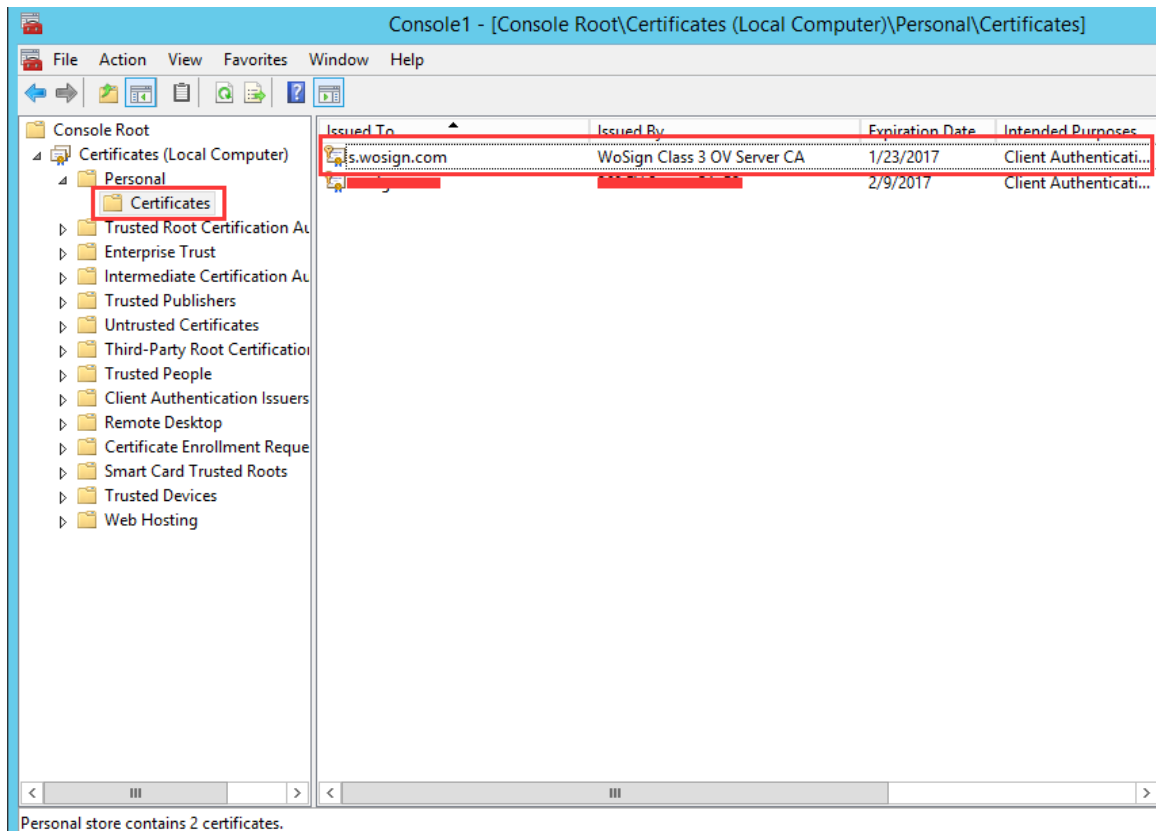 Console1 - [Console Root\Certificates (Local Computer)\Personal\Certificates]
File Action View Favorites Window Help
Console Root
Certificates (Local Computer)
Personal
Certificates
Trusted Root Certification Au
Enterprise Trust
Intermediate Certification Au
Trusted Publishers
Untrusted Certificates
Third-Party Root Certification
Trusted People
Client Authentication Issuers
Remote Desktop
Certificate Enrollment Reque
Smart Card Trusted Roots
Trusted Devices
Web Hosting
Issued To Issued By Expiration Date Intended Purposes
s.wosign.com WoSign Class 3 OV Server CA 1/23/2017 Client Authenticati...
2/9/2017 Client Authenticati...
Personal store contains 2 certificates.